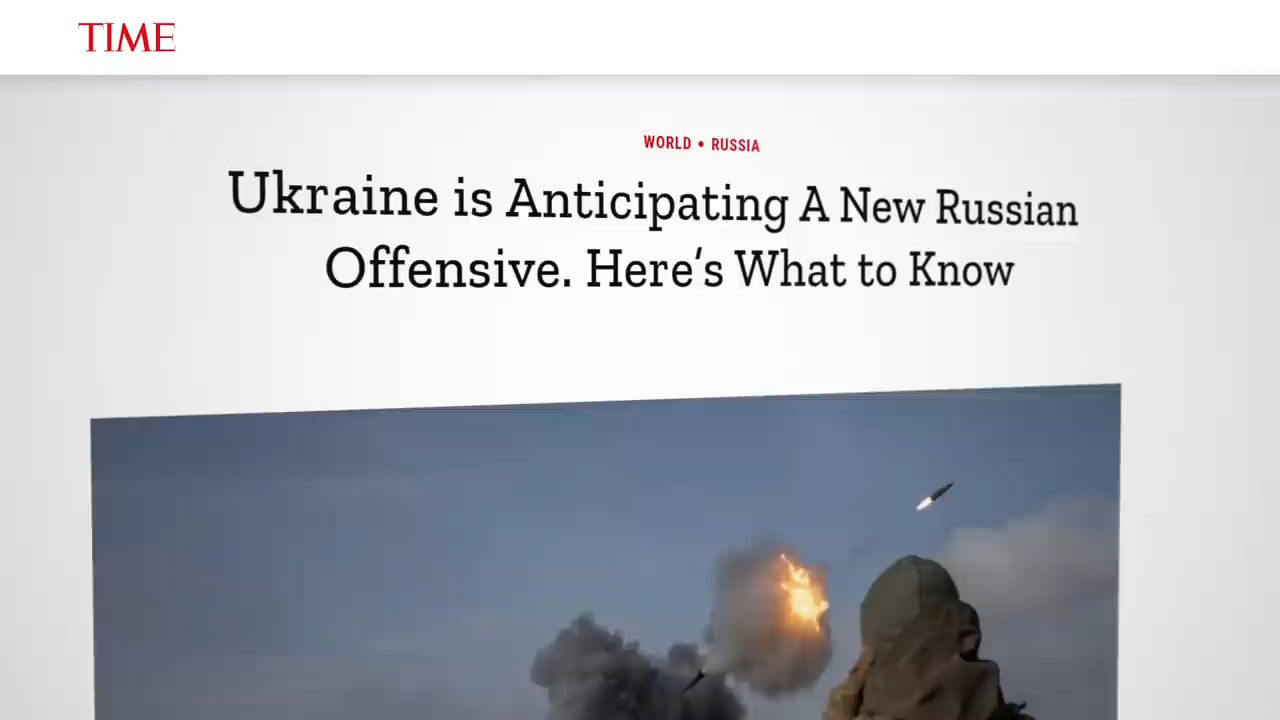 TIME
WORLD • RUSSIA
Ukraine is Anticipating A New Russian
Offensive. Here’s What to Know